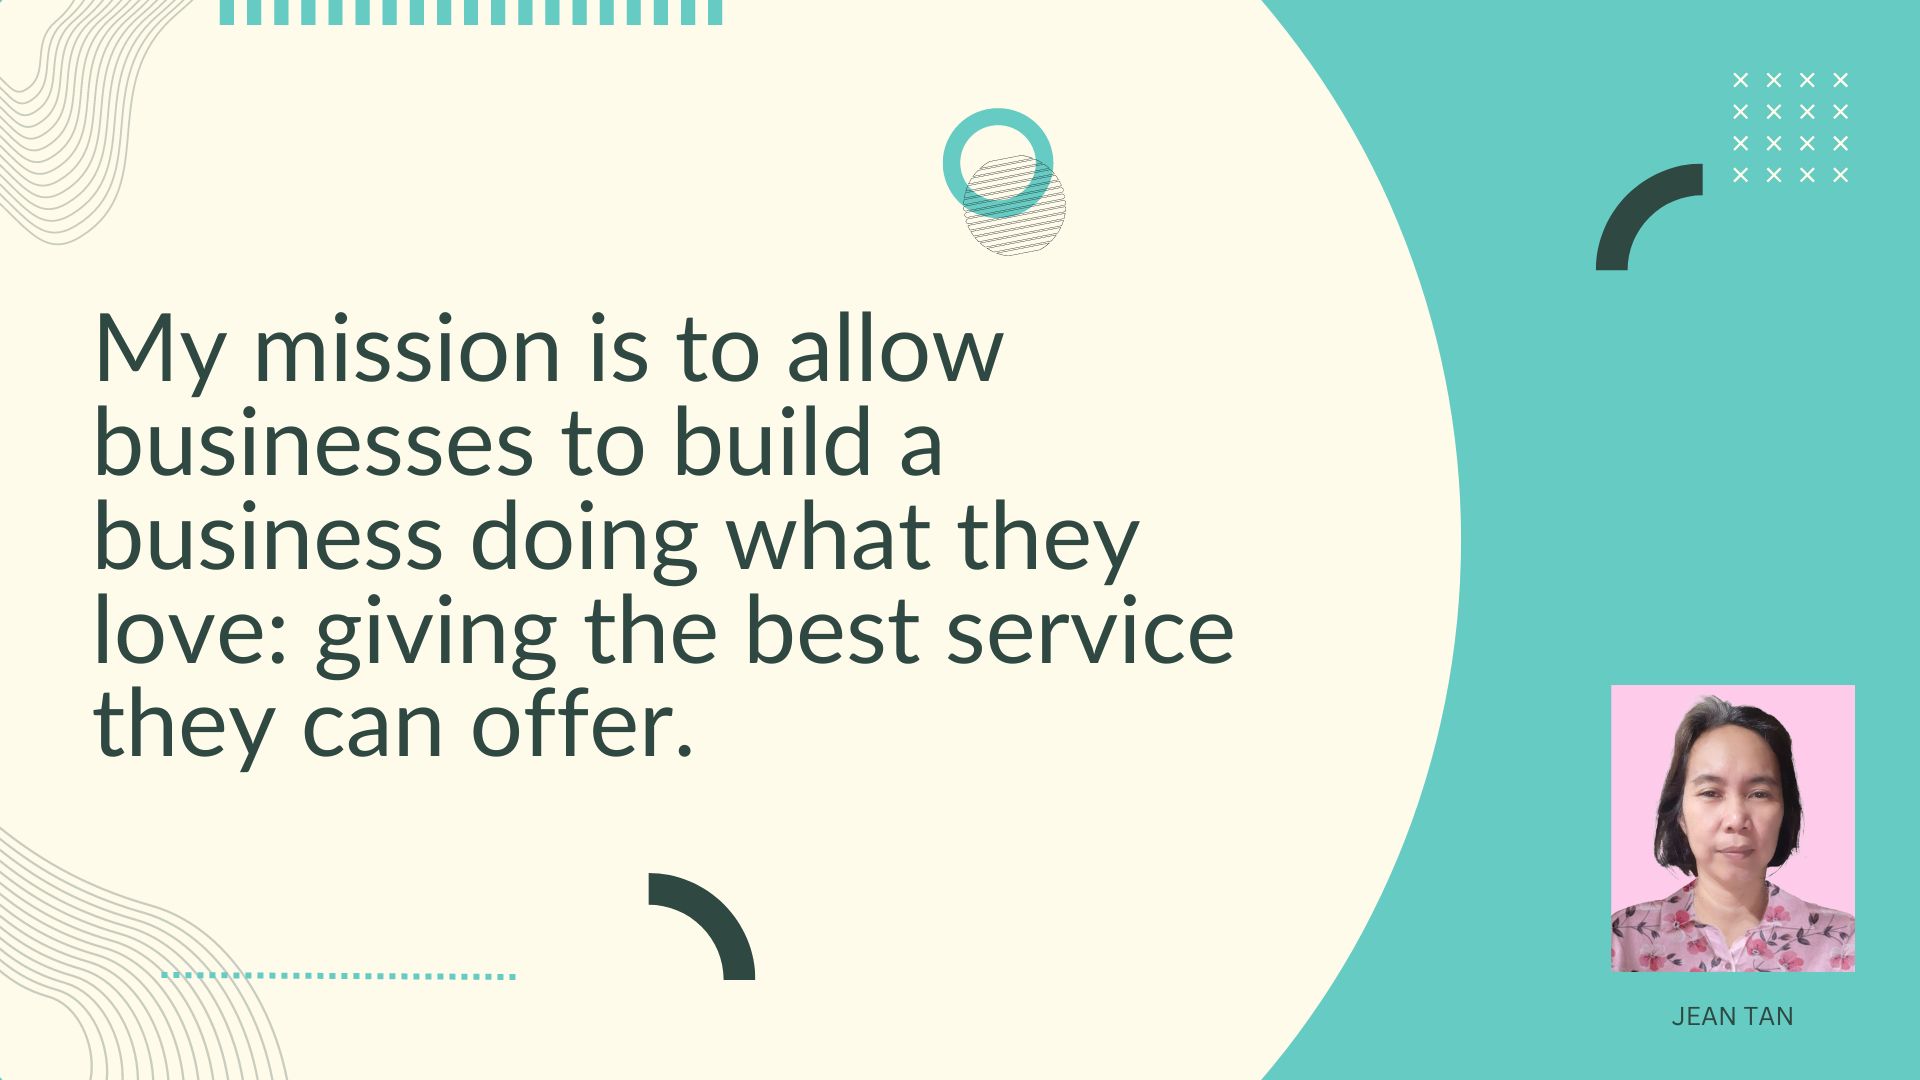 My mission is to allow
businesses to build a
business doing what they
love: giving the best service
they can offer.
JEAN TAN